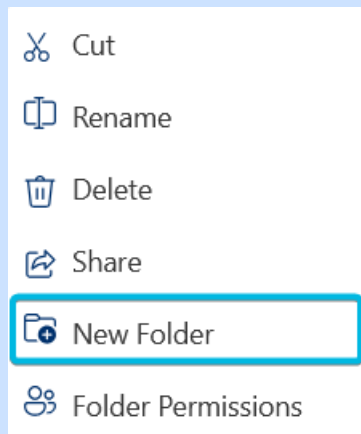 Cut
Rename
Delete
Share
New Folder
Folder Permissions